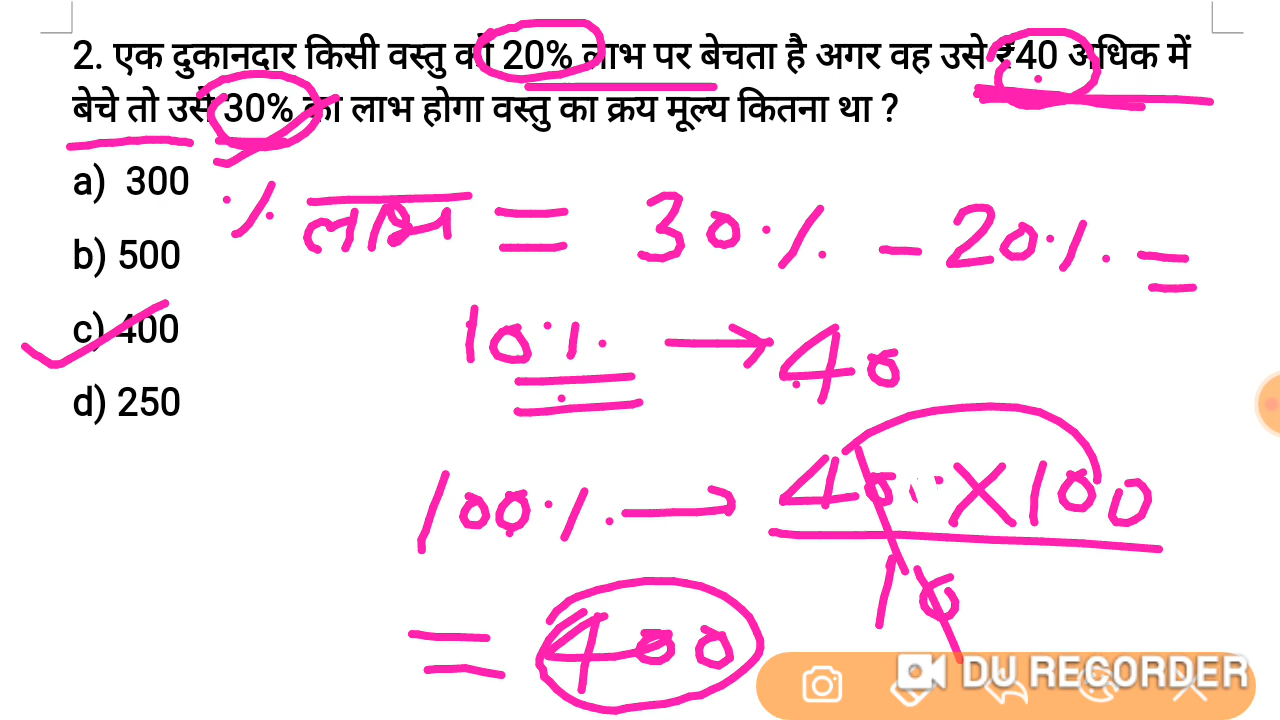 2. एक दुकानदार किसी वस्तु को 20% लाभ पर बेचता है अगर वह उसे ₹40 अधिक में
बेचे तो उसे 30% का लाभ होगा वस्तु का क्रय मूल्य कितना था ?
a) 300
% लाभ = 30% - 20% =
b) 500
10% → 40
c) 400
d) 250
100% → 40 × 100
10
= 400
DU RECORDER